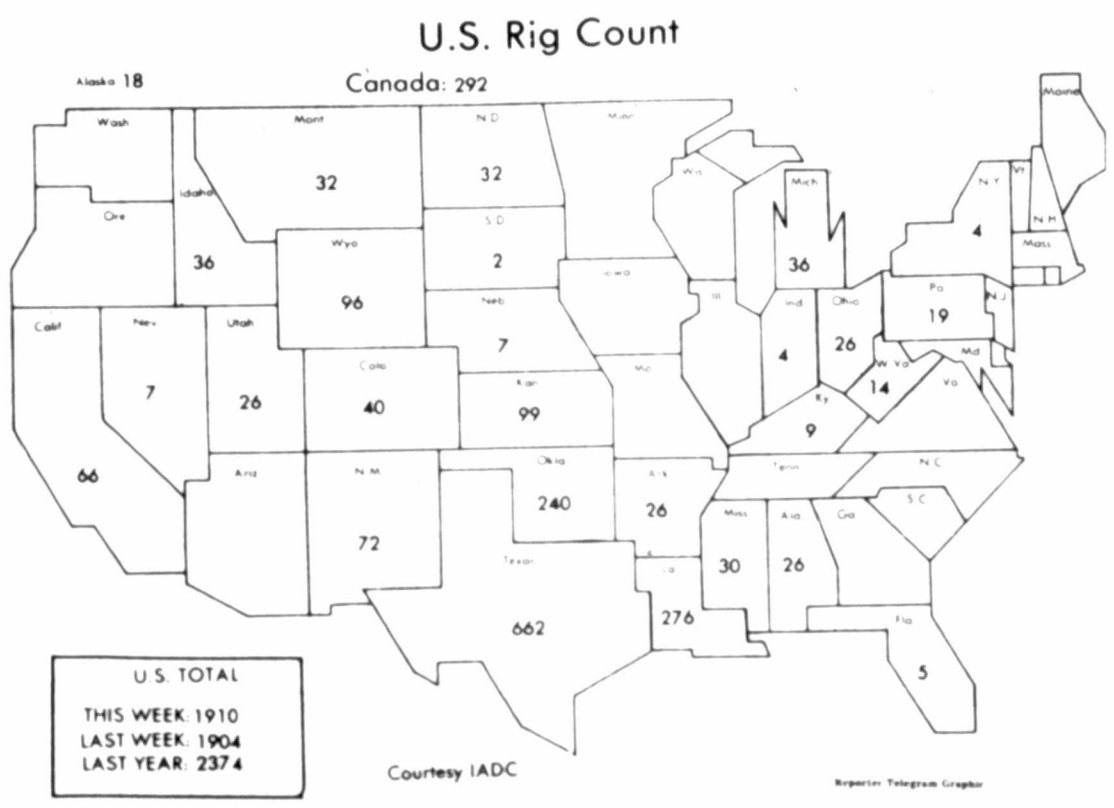 U.S. Rig Count
Alaska 18
Canada: 292
Wash
Mont
32
N.D
32
Minn
Maine
Idaho
36
Ore
Wyo
96
S.D
2
Wis
Mich
36
N.Y
4
Vt
N.H
Mass
Iowa
Neb
7
Ill
Ind
4
Ohio
26
Pa
19
N.J
Calif
66
Nev
7
Utah
26
Colo
40
Kan
99
Mo
Ky
9
W.Va
14
Md
Va
Ariz
N.M
72
Okla
240
Ark
26
Tenn
N.C
S.C
Miss
30
Ala
26
Ga
Texas
662
La
276
Fla
5
U.S. TOTAL
THIS WEEK: 1910
LAST WEEK: 1904
LAST YEAR: 2374
Courtesy IADC
Reporter Telegram Graphic